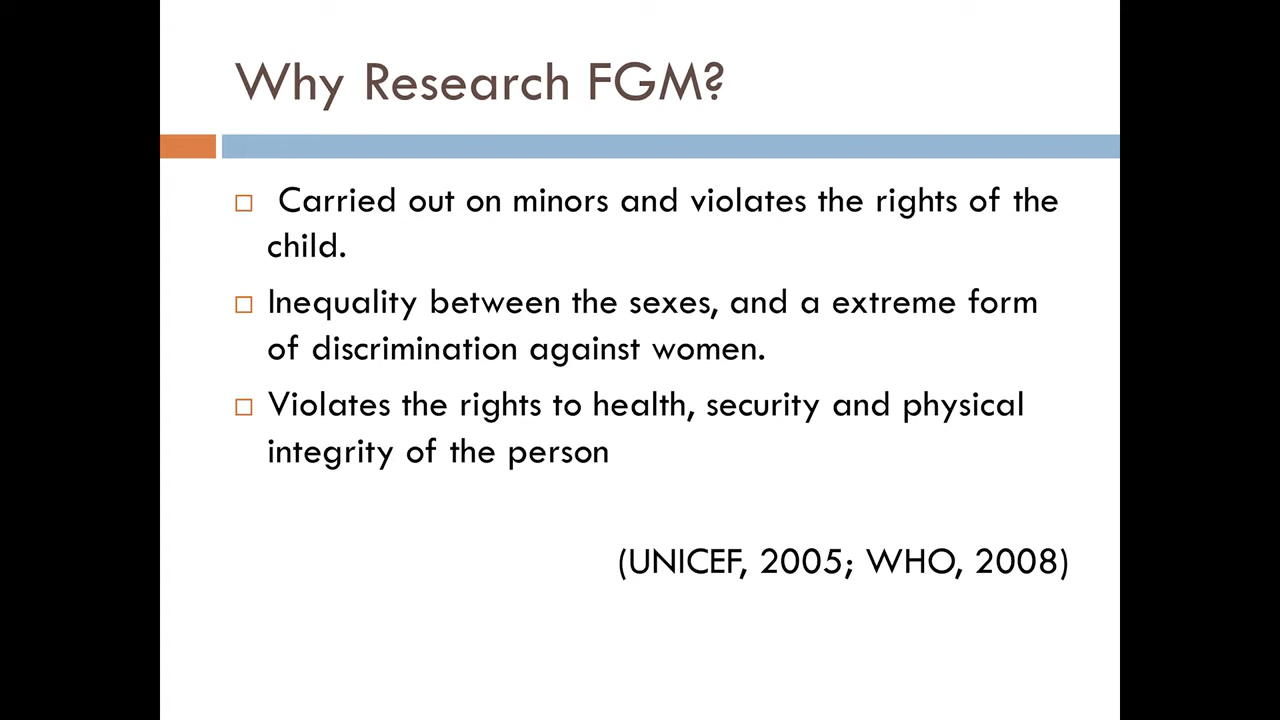 Why Research FGM?
Carried out on minors and violates the rights of the
child.
Inequality between the sexes, and a extreme form
of discrimination against women.
Violates the rights to health, security and physical
integrity of the person
(UNICEF, 2005; WHO, 2008)